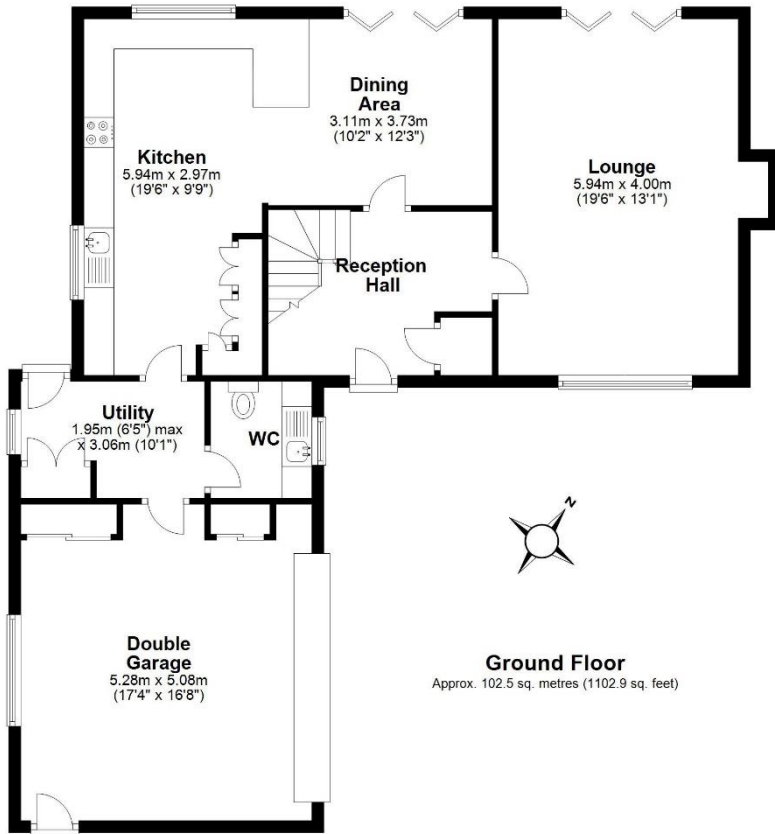 Dining
Area
3.11m x 3.73m
(10'2" x 12'3")
Kitchen
5.94m x 2.97m
(19'6" x 9'9")
Lounge
5.94m x 4.00m
(19'6" x 13'1")
Reception
Hall
Utility
1.95m (6'5") max
x 3.06m (10'1")
WC
N
Double
Garage
5.28m x 5.08m
(17'4" x 16'8")
Ground Floor
Approx. 102.5 sq. metres (1102.9 sq. feet)